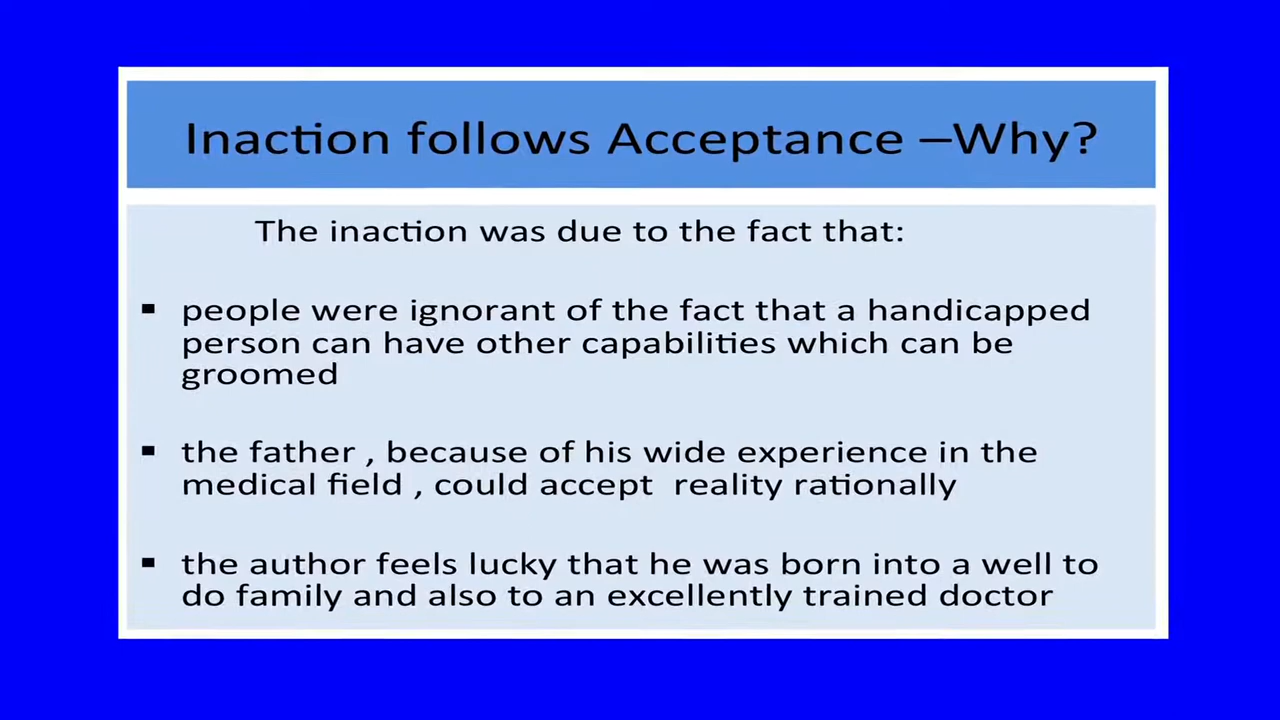 Inaction follows Acceptance –Why?
The inaction was due to the fact that:
▪ people were ignorant of the fact that a handicapped
person can have other capabilities which can be
groomed
▪ the father , because of his wide experience in the
medical field , could accept  reality rationally
▪ the author feels lucky that he was born into a well to
do family and also to an excellently trained doctor